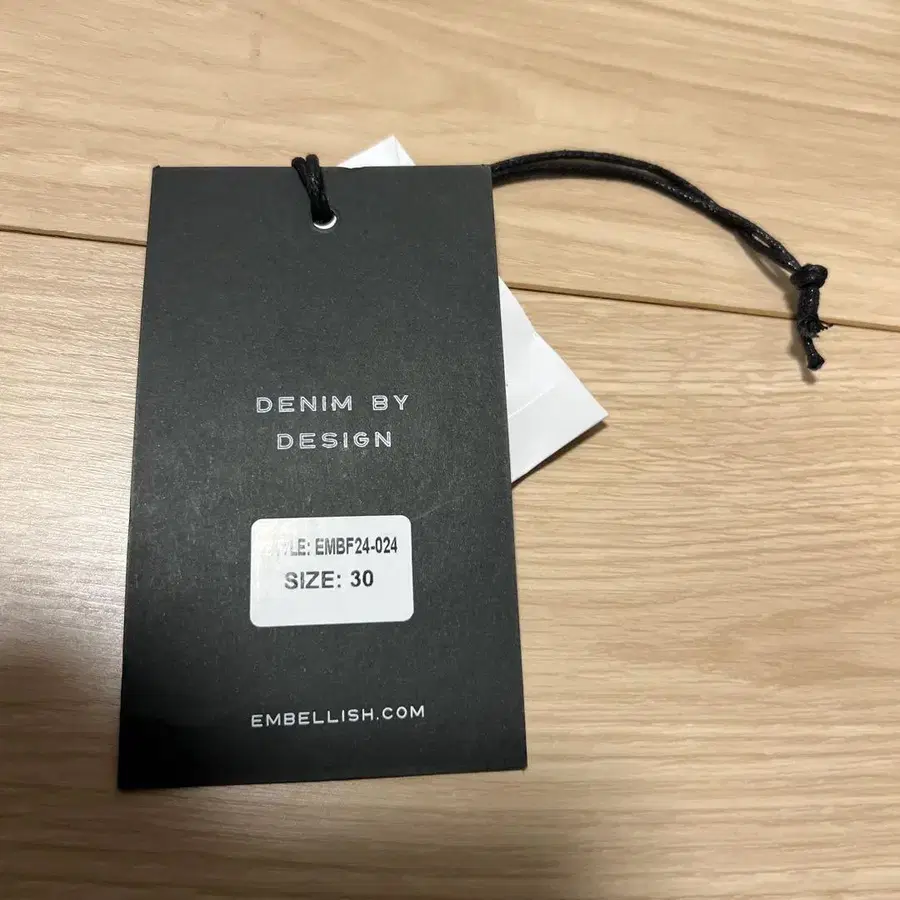 DENIM BY
DESIGN
EMBF24-024
SIZE: 30
EMBELLISH.COM